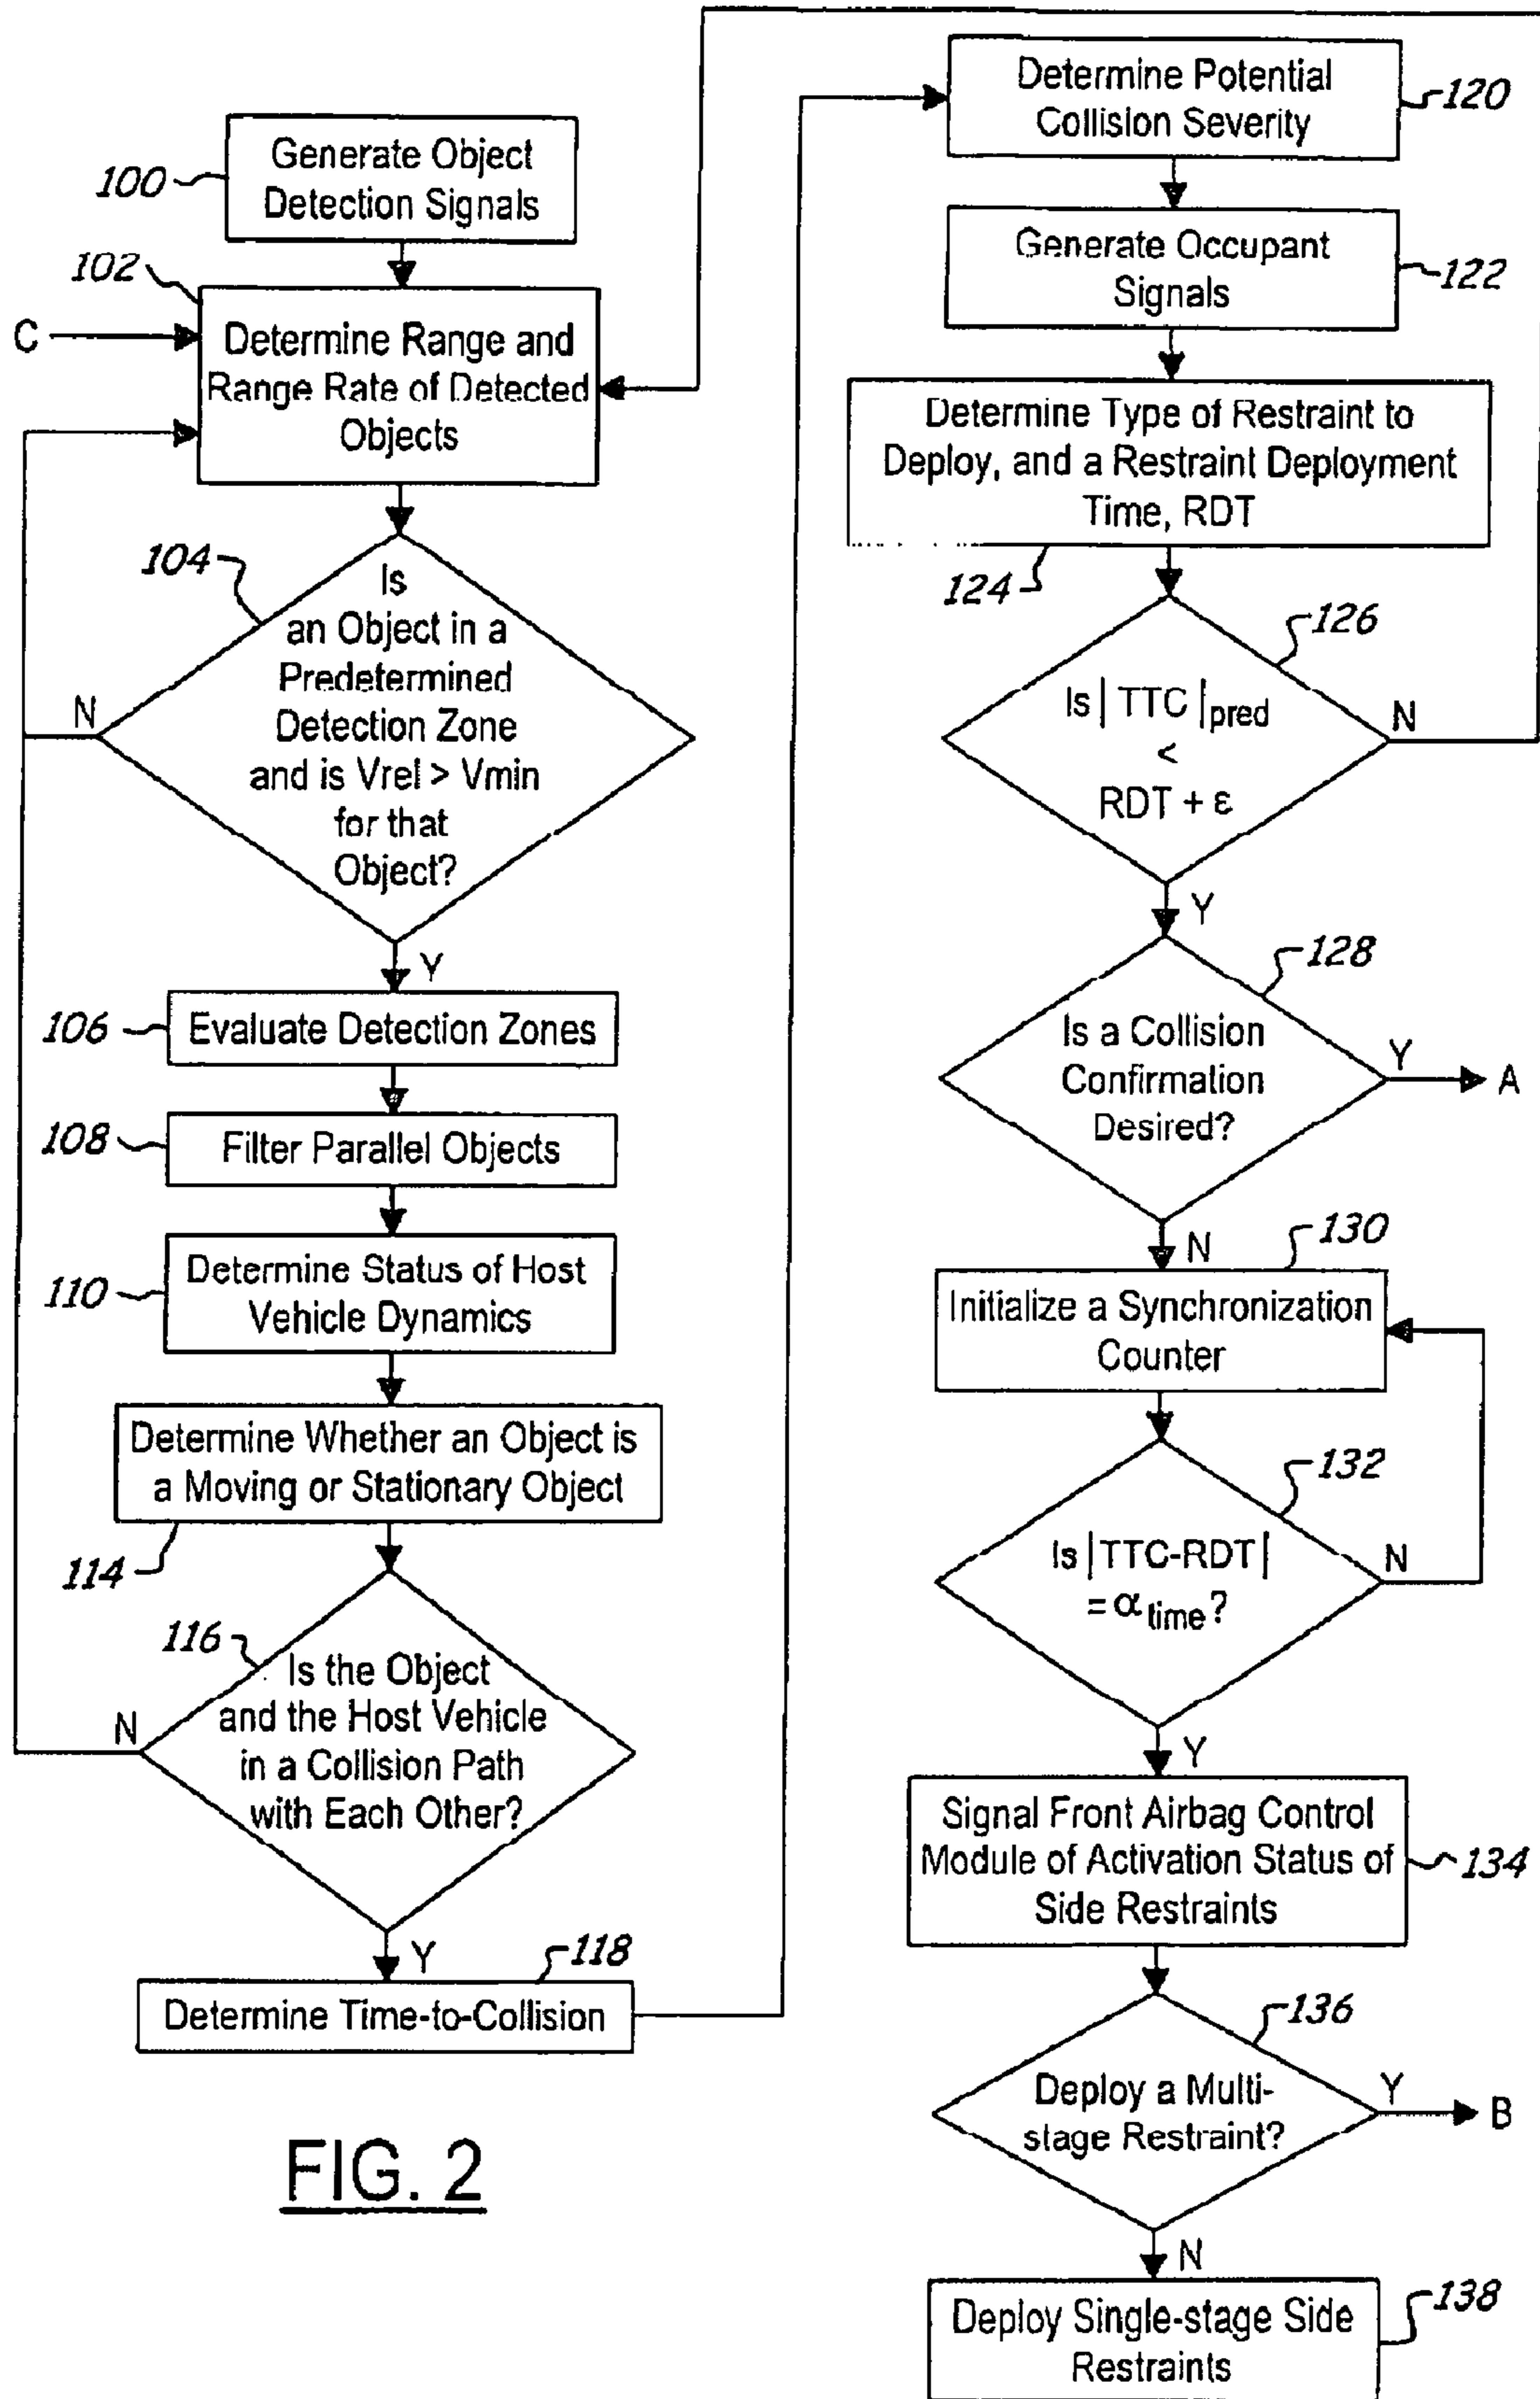 100
Generate Object
Detection Signals
102
C
Determine Range and
Range Rate of Detected
Objects
104
Is
an Object in a
Predetermined
Detection Zone
and is Vrel > Vmin
for that
Object?
N
Y
106
Evaluate Detection Zones
108
Filter Parallel Objects
110
Determine Status of Host
Vehicle Dynamics
Determine Whether an Object is
a Moving or Stationary Object
114
116
Is the Object
and the Host Vehicle
in a Collision Path
with Each Other?
N
Y
118
Determine Time-to-Collision
FIG. 2
Determine Potential
Collision Severity
120
Generate Occupant
Signals
122
Determine Type of Restraint to
Deploy, and a Restraint Deployment
Time, RDT
124
126
Is | TTC |pred
<
RDT + ε
N
Y
128
Is a Collision
Confirmation
Desired?
Y
A
N
130
Initialize a Synchronization
Counter
132
Is |TTC-RDT|
= αtime?
N
Y
Signal Front Airbag Control
Module of Activation Status of
Side Restraints
134
136
Deploy a Multi-
stage Restraint?
Y
B
N
Deploy Single-stage Side
Restraints
138